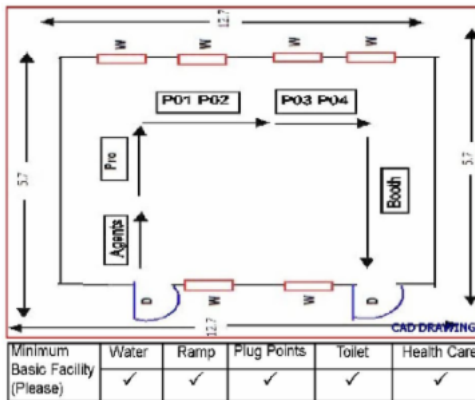 12.7
W W W W
P01 P02 P03 P04
5.7
5.7
Pro
Booth
Agents
D W W D
12.7
CAD DRAWING
Minimum Basic Facility (Please) Water Ramp Plug Points Toilet Health Care
✓ ✓ ✓ ✓ ✓